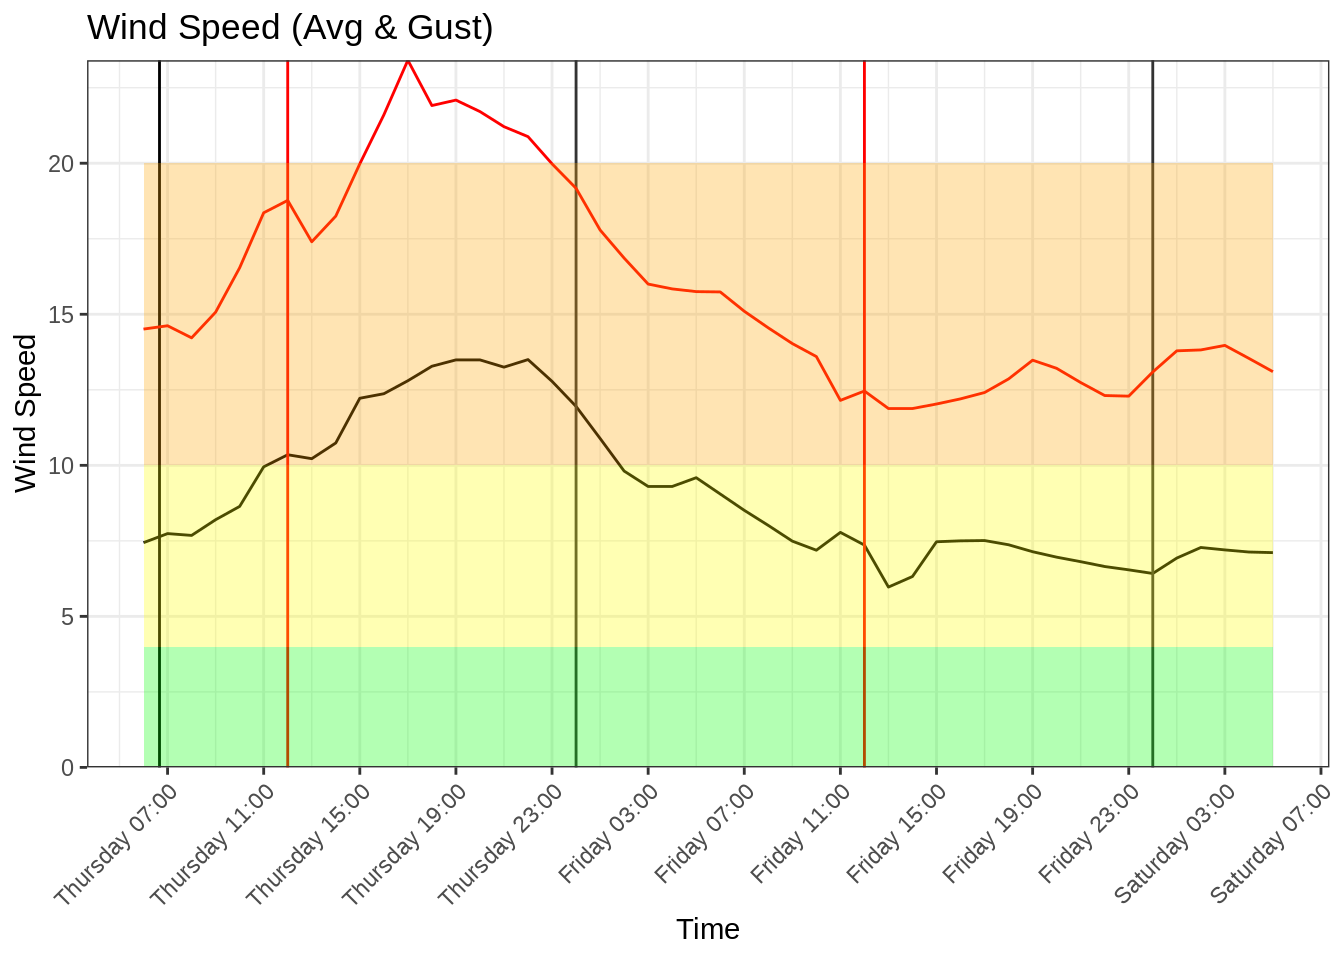 Wind Speed (Avg & Gust)
Wind Speed
20
15
10
5
0
Thursday 07:00
Thursday 11:00
Thursday 15:00
Thursday 19:00
Thursday 23:00
Friday 03:00
Friday 07:00
Friday 11:00
Friday 15:00
Friday 19:00
Friday 23:00
Saturday 03:00
Saturday 07:00
Time